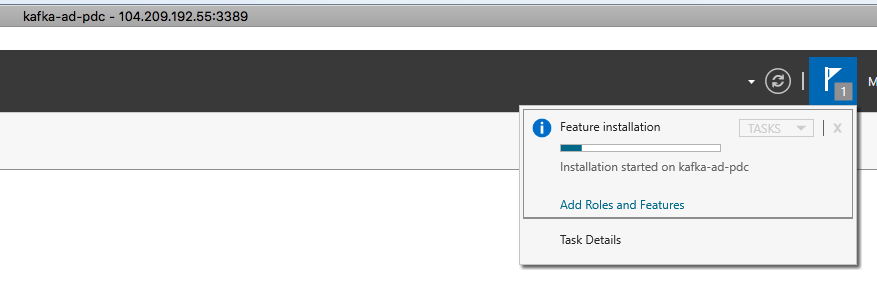 kafka-ad-pdc - 104.209.192.55:3389
1
M
Feature installation
TASKS
X
Installation started on kafka-ad-pdc
Add Roles and Features
Task Details